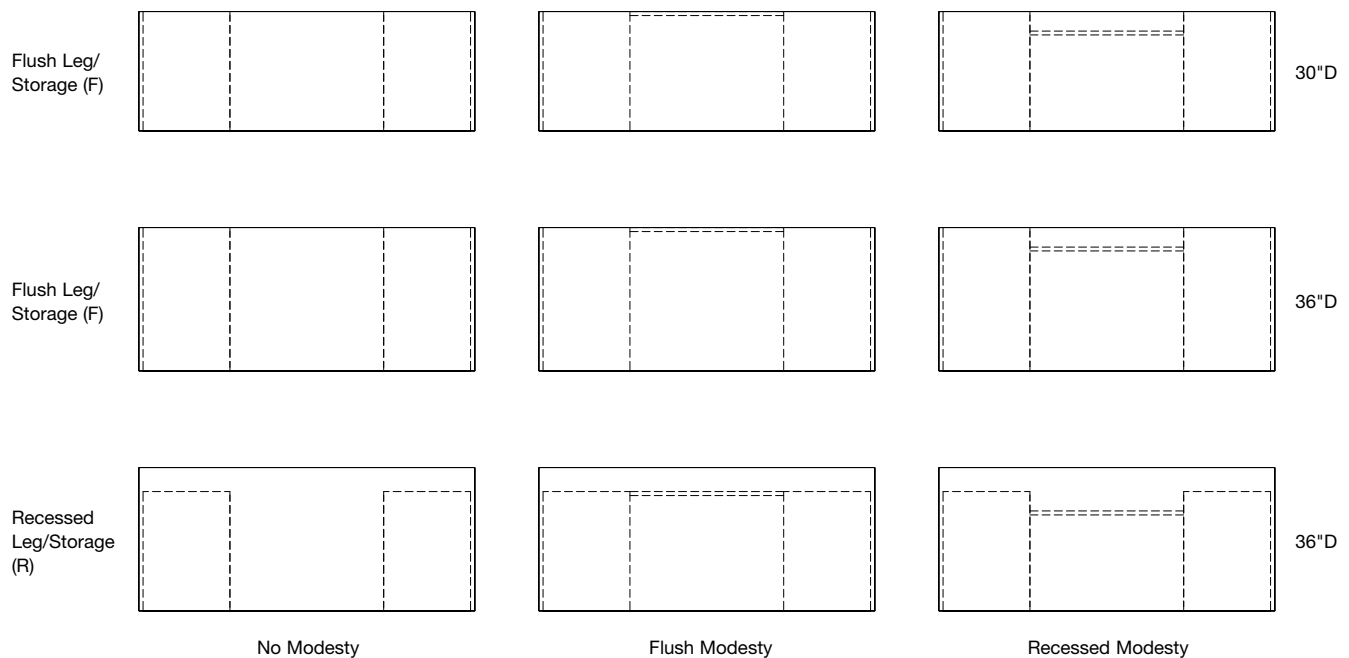 Flush Leg/
Storage (F)
30"D
Flush Leg/
Storage (F)
36"D
Recessed
Leg/Storage
(R)
36"D
No Modesty
Flush Modesty
Recessed Modesty